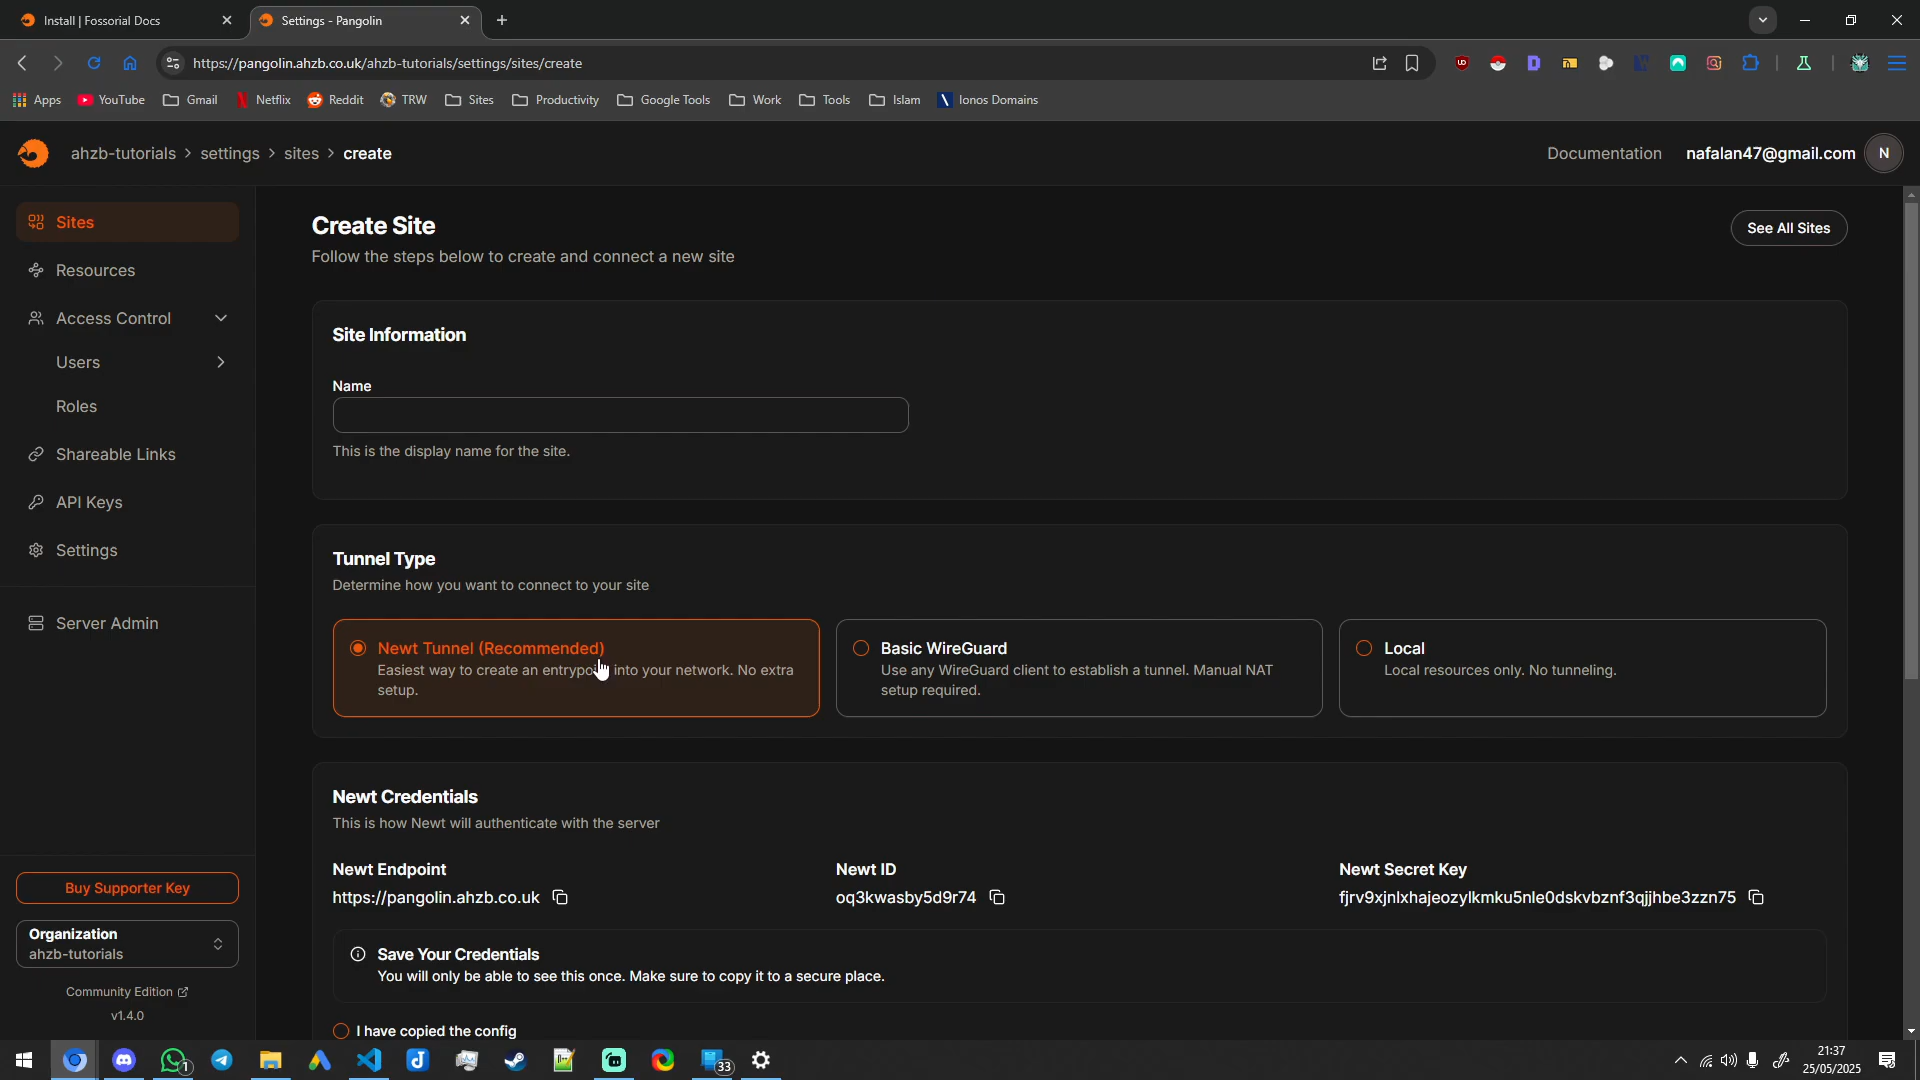 Install | Fossorial Docs
Settings - Pangolin
https://pangolin.ahzb.co.uk/ahzb-tutorials/settings/sites/create
Apps
YouTube
Gmail
Netflix
Reddit
TRW
Sites
Productivity
Google Tools
Work
Tools
Islam
Ionos Domains
ahzb-tutorials > settings > sites > create
Documentation
nafalan47@gmail.com
N
Sites
Resources
Access Control
Users
Roles
Shareable Links
API Keys
Settings
Server Admin
Buy Supporter Key
Organization
ahzb-tutorials
Community Edition
v1.4.0
Create Site
Follow the steps below to create and connect a new site
See All Sites
Site Information
Name
This is the display name for the site.
Tunnel Type
Determine how you want to connect to your site
Newt Tunnel (Recommended)
Easiest way to create an entrypoint into your network. No extra
setup.
Basic WireGuard
Use any WireGuard client to establish a tunnel. Manual NAT
setup required.
Local
Local resources only. No tunneling.
Newt Credentials
This is how Newt will authenticate with the server
Newt Endpoint
https://pangolin.ahzb.co.uk
Newt ID
oq3kwasby5d9r74
Newt Secret Key
fjrv9xjnlxhajeozylkmku5nle0dskvbznf3qjjhbe3zzn75
Save Your Credentials
You will only be able to see this once. Make sure to copy it to a secure place.
I have copied the config
1
33
21:37
25/05/2025